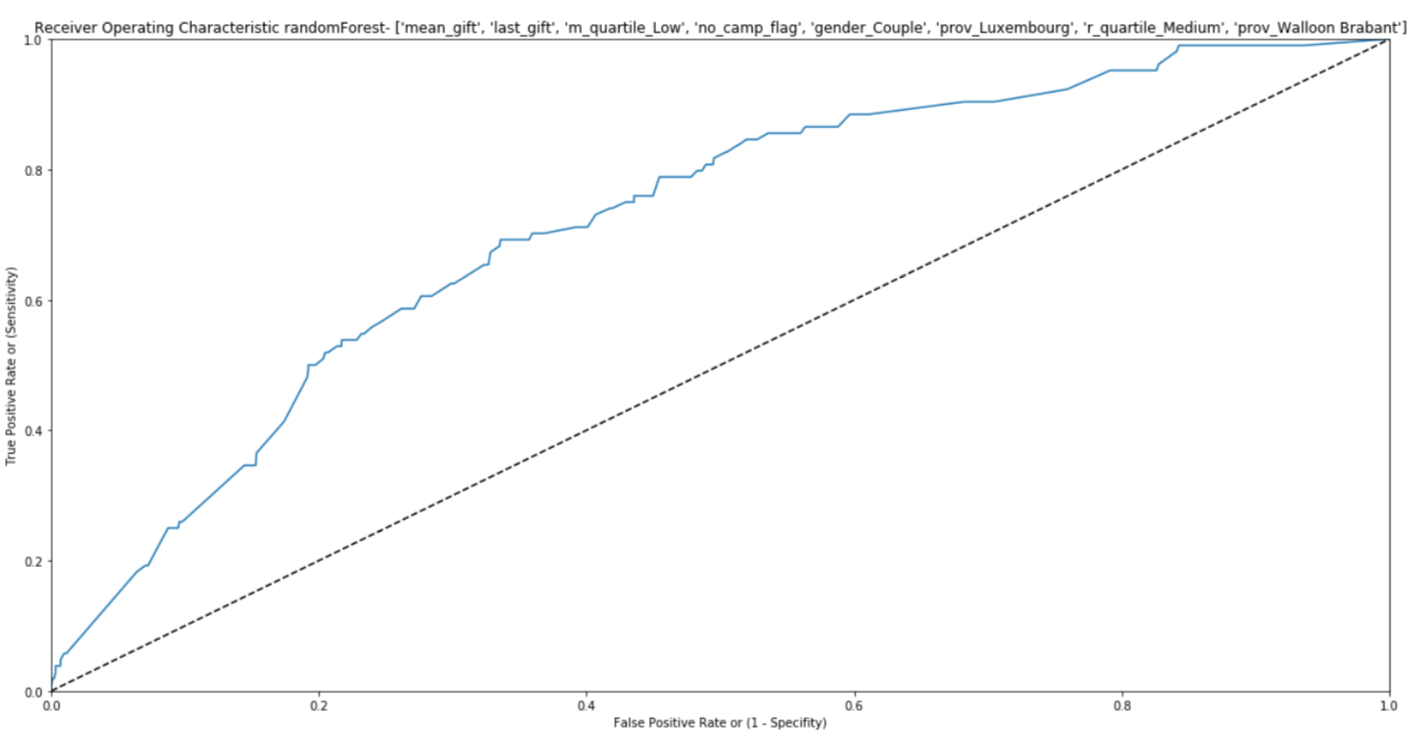 Receiver Operating Characteristic randomForest- ['mean_gift', 'last_gift', 'm_quartile_Low', 'no_camp_flag', 'gender_Couple', 'prov_Luxembourg', 'r_quartile_Medium', 'prov_Walloon Brabant']
1.0
0.8
0.6
0.4
0.2
0.0
True Positive Rate or (Sensitivity)
0.0 0.2 0.4 0.6 0.8 1.0
False Positive Rate or (1 - Specifity)